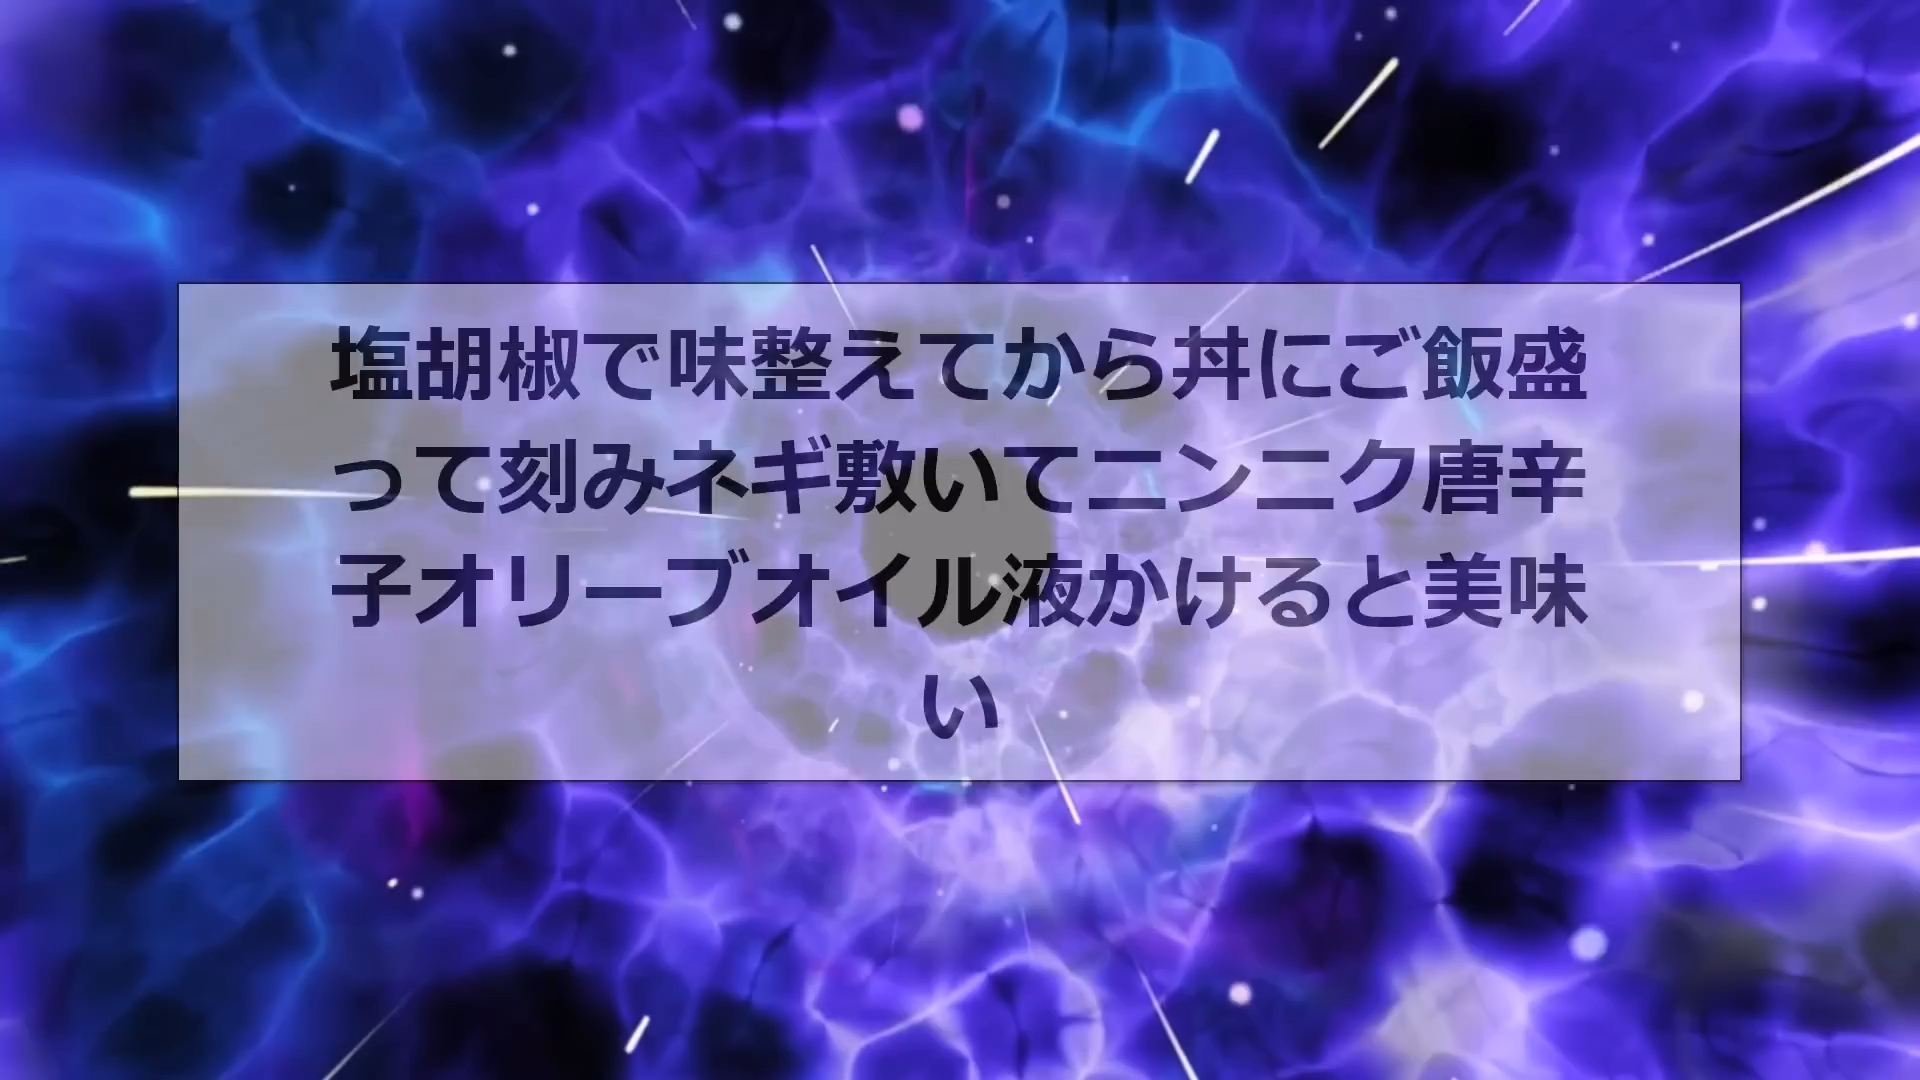 塩胡椒で味整えてから丼にご飯盛
って刻みネギ敷いてニンニク唐辛
子オリーブオイル液かけると美味
い